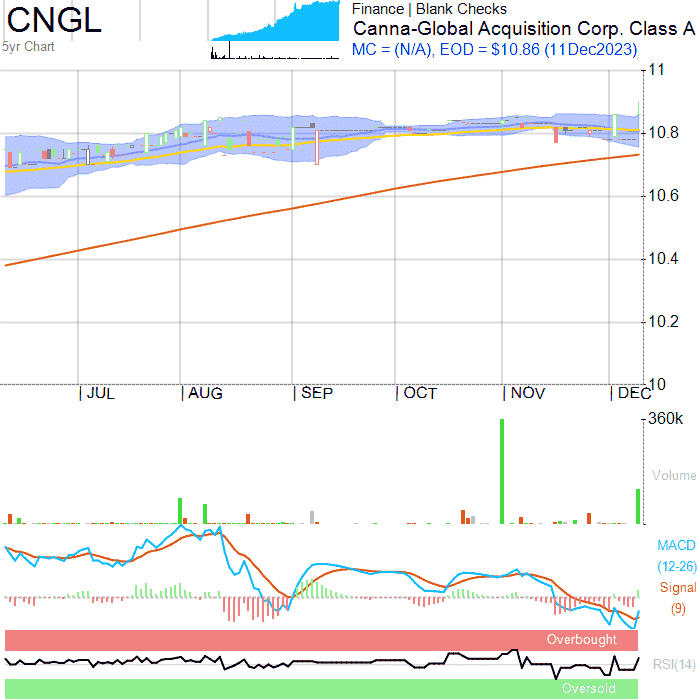 CNGL
5yr Chart
Finance | Blank Checks
Canna-Global Acquisition Corp. Class A
MC = (N/A), EOD = $10.86 (11Dec2023)
11
10.8
10.6
10.4
10.2
10
JUL AUG SEP OCT NOV DEC
360k
Volume
MACD
(12-26)
Signal
(9)
Overbought
RSI(14)
Oversold